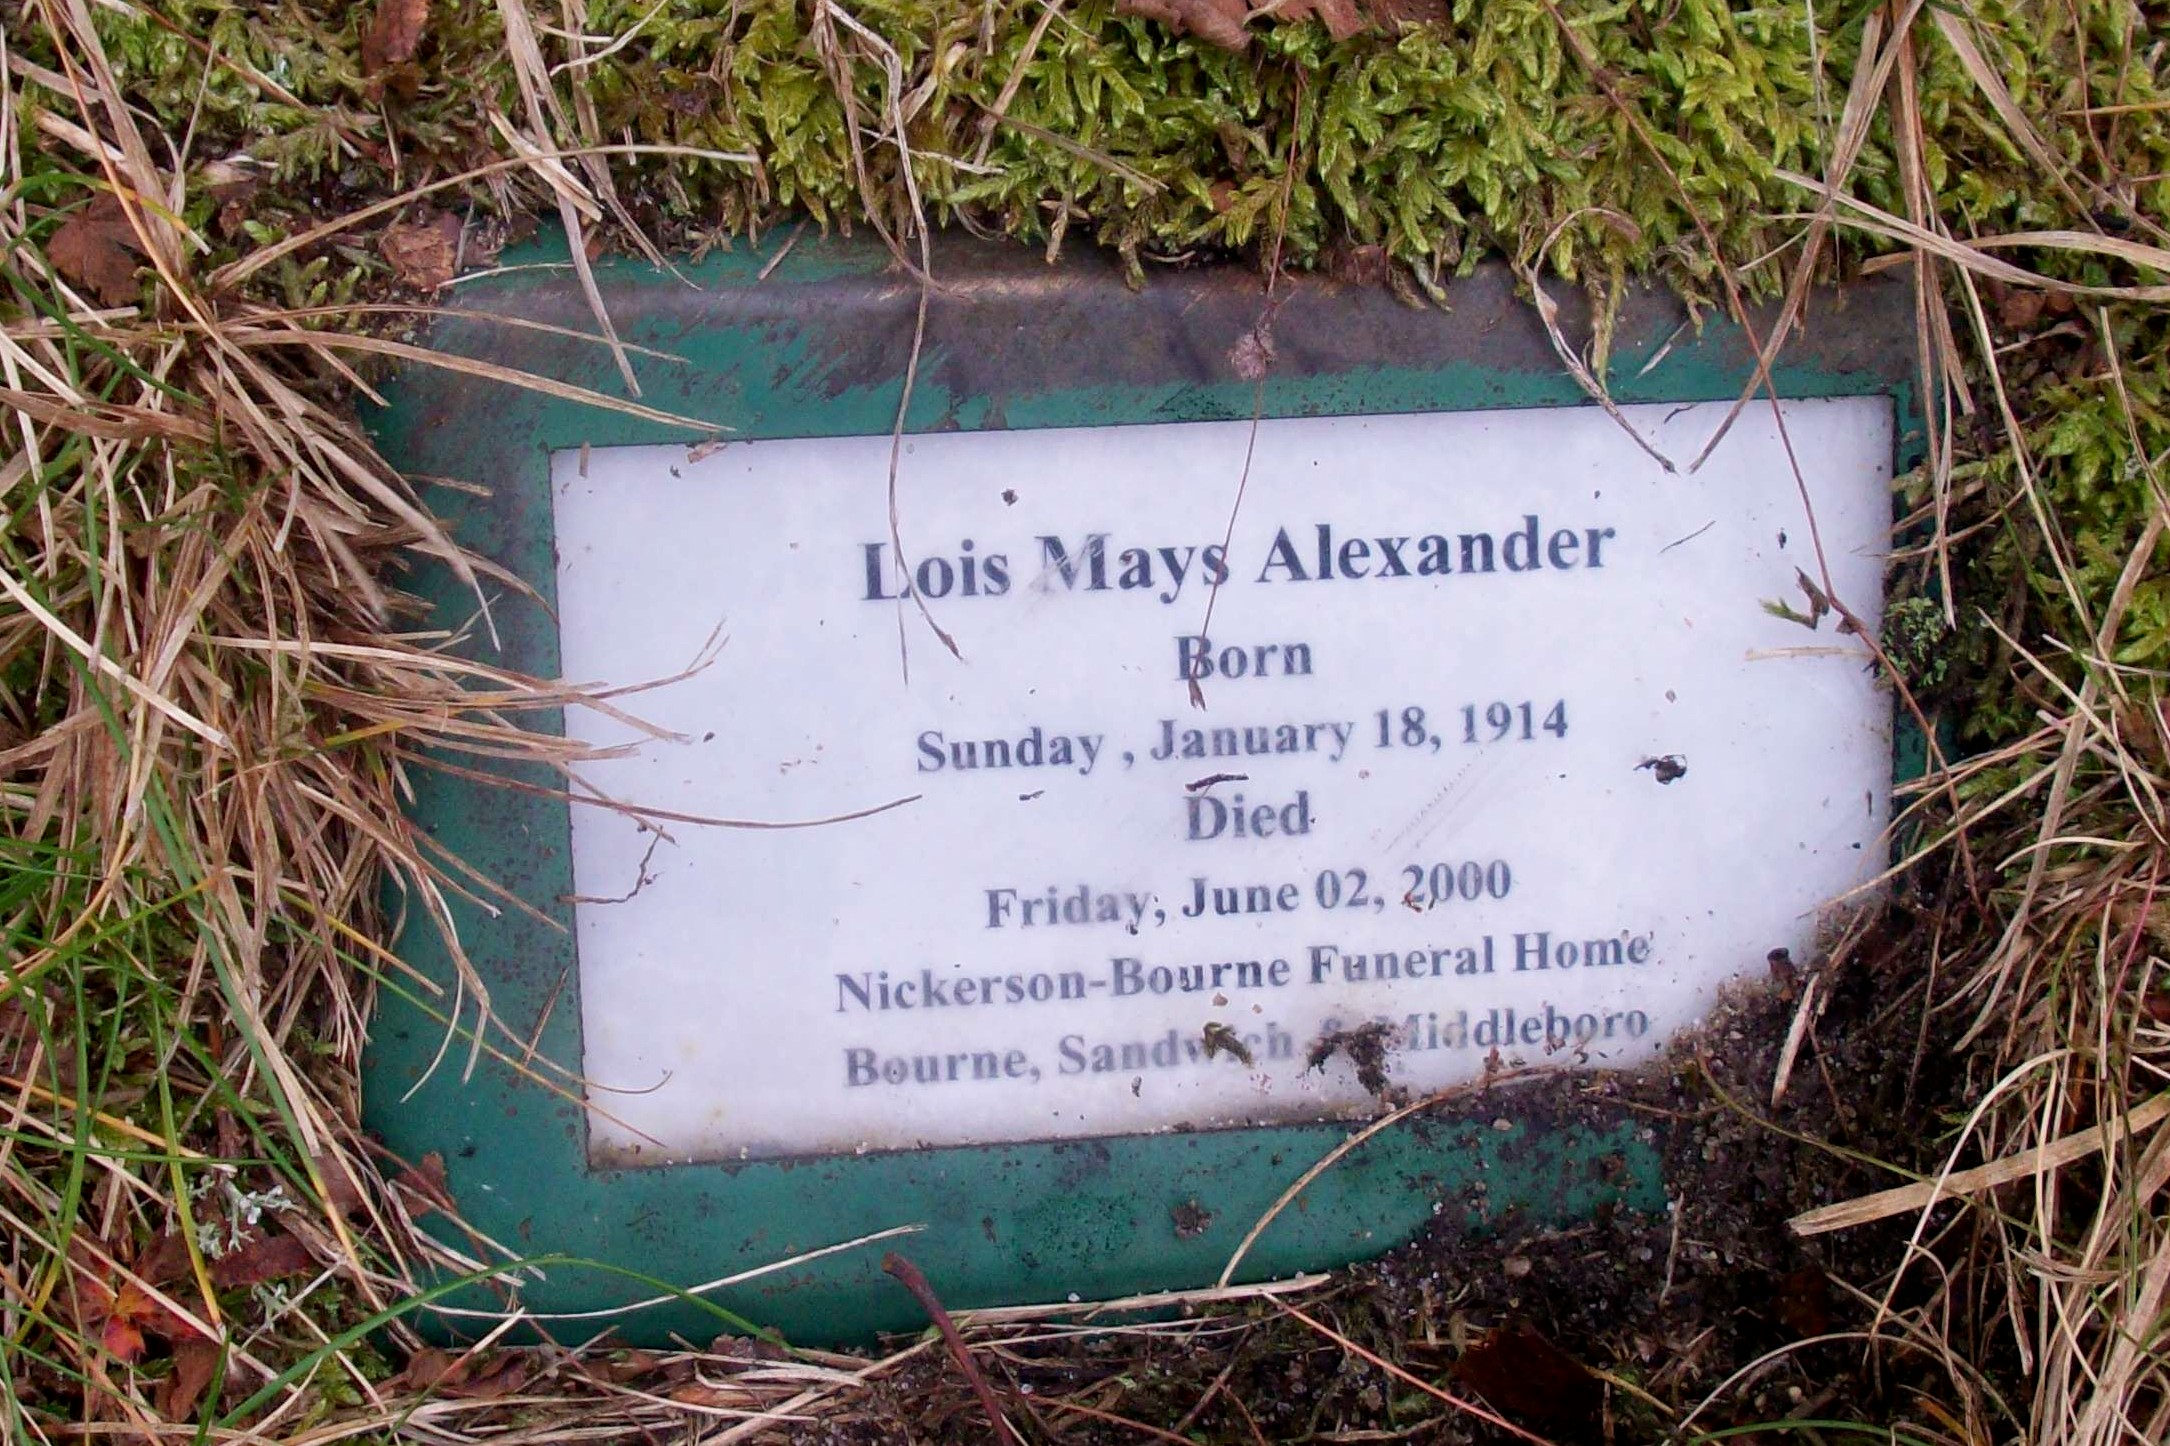 Lois Mays Alexander
Born
Sunday , January 18, 1914
Died
Friday, June 02, 2000
Nickerson-Bourne Funeral Home
Bourne, Sandwich & Middleboro